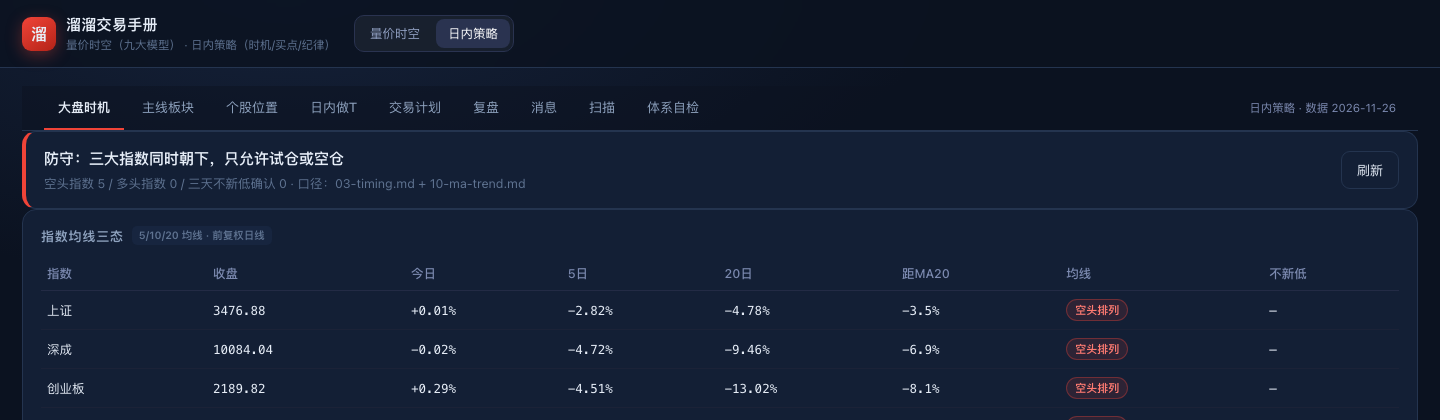 溜
溜溜交易手册
量价时空（九大模型） · 日内策略（时机/买点/纪律）
量价时空 日内策略
大盘时机 主线板块 个股位置 日内做T 交易计划 复盘 消息 扫描 体系自检
日内策略 · 数据 2026-11-26
防守：三大指数同时朝下，只允许试仓或空仓
空头指数 5 / 多头指数 0 / 三天不新低确认 0 · 口径：03-timing.md + 10-ma-trend.md
刷新
指数均线三态 5/10/20 均线 · 前复权日线
指数 收盘 今日 5日 20日 距MA20 均线 不新低
上证 3476.88 +0.01% -2.82% -4.78% -3.5% 空头排列 —
深成 10084.04 -0.02% -4.72% -9.46% -6.9% 空头排列 —
创业板 2189.82 +0.29% -4.51% -13.02% -8.1% 空头排列 —